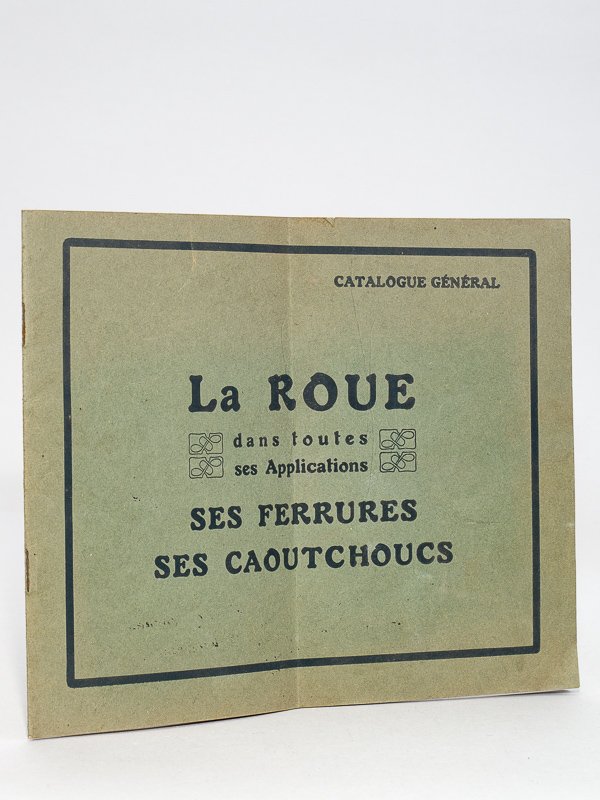 CATALOGUE GÉNÉRAL
La ROUE
dans toutes
ses Applications
SES FERRURES
SES CAOUTCHOUCS